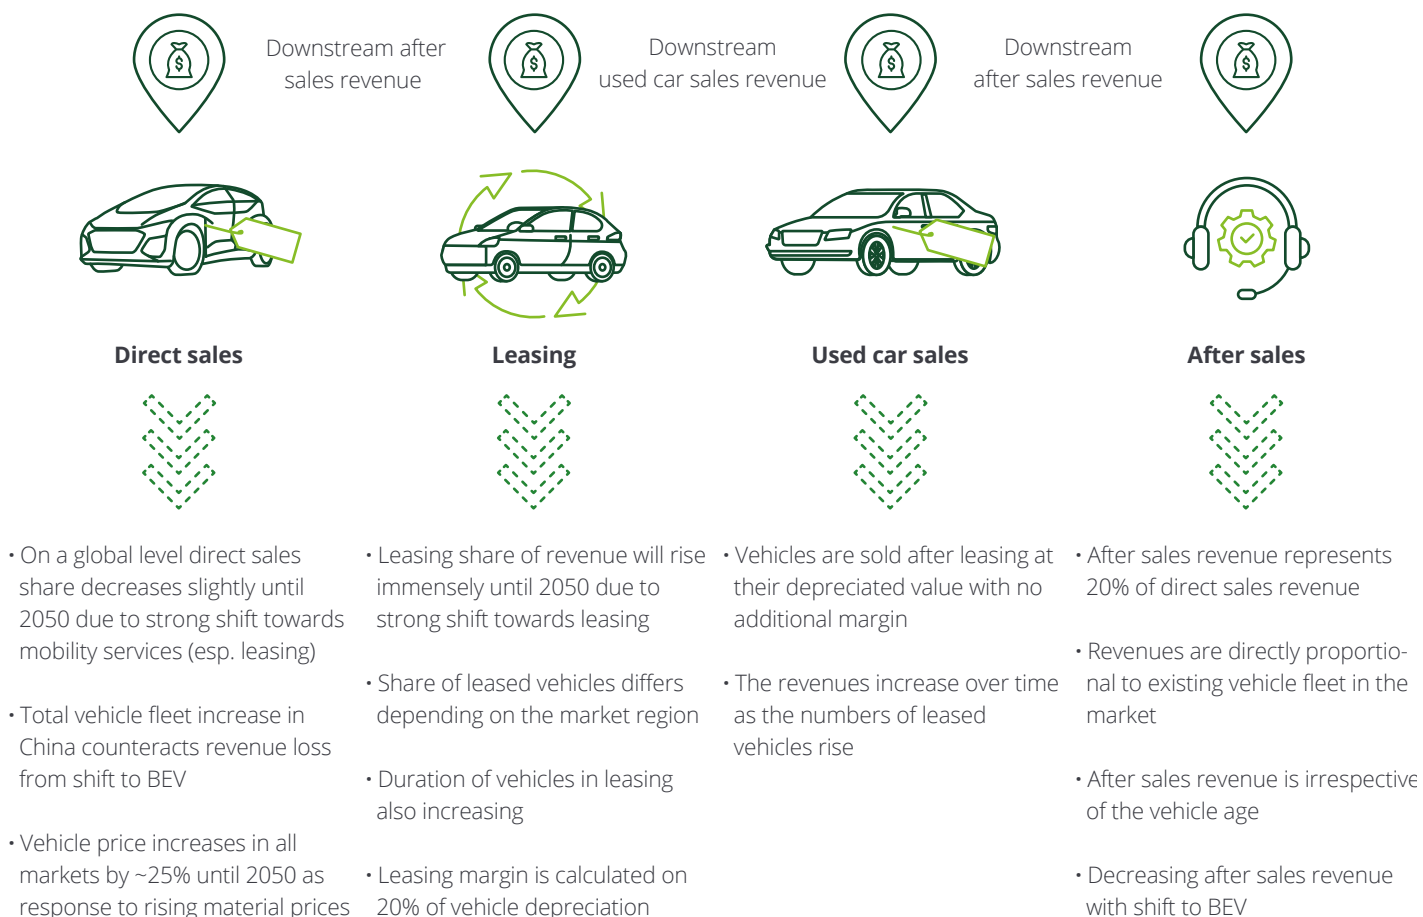 Downstream after
sales revenue
Downstream
used car sales revenue
Downstream
after sales revenue
$
$
$
$
Direct sales
Leasing
Used car sales
After sales
• On a global level direct sales
share decreases slightly until
2050 due to strong shift towards
mobility services (esp. leasing)
• Total vehicle fleet increase in
China counteracts revenue loss
from shift to BEV
• Vehicle price increases in all
markets by ~25% until 2050 as
response to rising material prices
• Leasing share of revenue will rise
immensely until 2050 due to
strong shift towards leasing
• Share of leased vehicles differs
depending on the market region
• Duration of vehicles in leasing
also increasing
• Leasing margin is calculated on
20% of vehicle depreciation
• Vehicles are sold after leasing at
their depreciated value with no
additional margin
• The revenues increase over time
as the numbers of leased
vehicles rise
• After sales revenue represents
20% of direct sales revenue
• Revenues are directly proportio-
nal to existing vehicle fleet in the
market
• After sales revenue is irrespective
of the vehicle age
• Decreasing after sales revenue
with shift to BEV